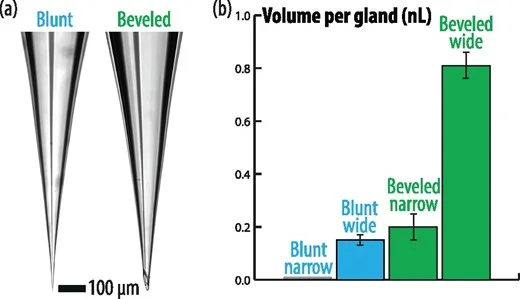 (a)
Blunt
Beveled
100 µm
(b)
Volume per gland (nL)
1.0
0.8
0.6
0.4
0.2
0.0
Blunt
narrow
Blunt
wide
Beveled
narrow
Beveled
wide